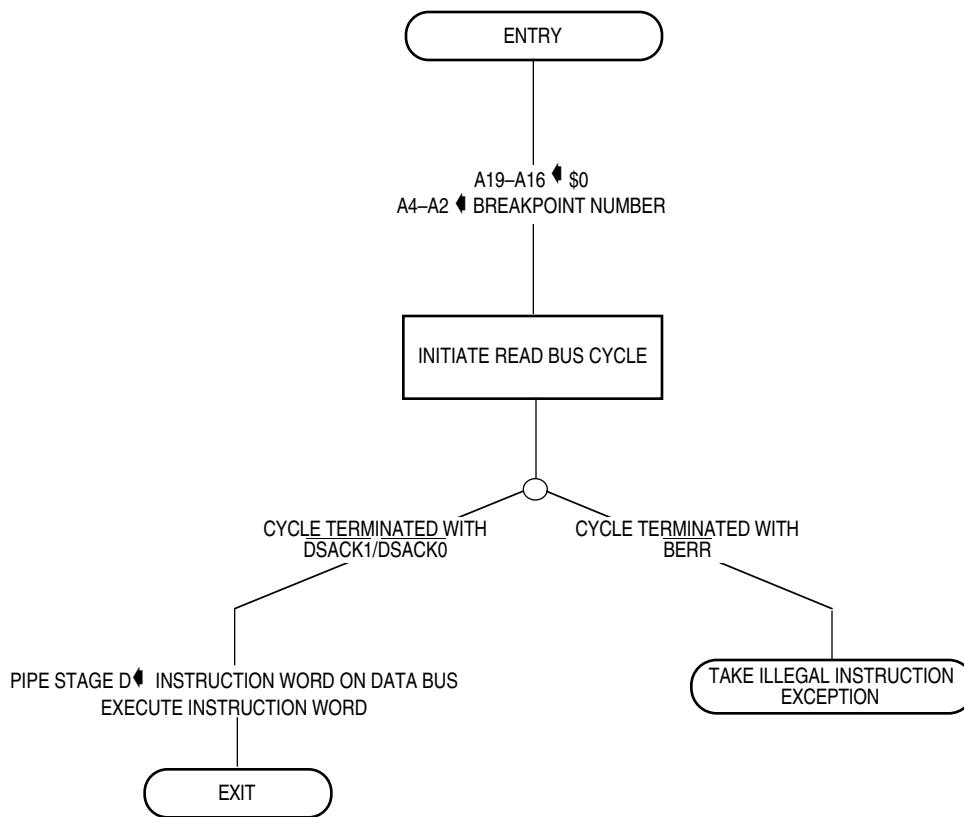 ENTRY
A19–A16 ⬅ $0
A4–A2 ⬅ BREAKPOINT NUMBER
INITIATE READ BUS CYCLE
CYCLE TERMINATED WITH
DSACK1/DSACK0
CYCLE TERMINATED WITH
BERR
PIPE STAGE D ⬅ INSTRUCTION WORD ON DATA BUS
EXECUTE INSTRUCTION WORD
TAKE ILLEGAL INSTRUCTION
EXCEPTION
EXIT